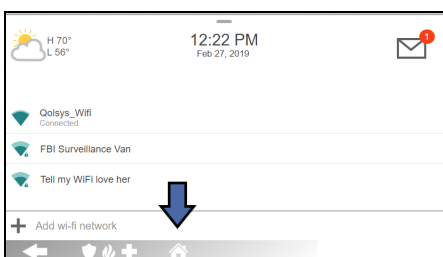 H 70°
L 56°
12:22 PM
Feb 27, 2019
1
Qolsys_Wifi
Connected
FBI Surveillance Van
Tell my WiFi love her
Add wi-fi network